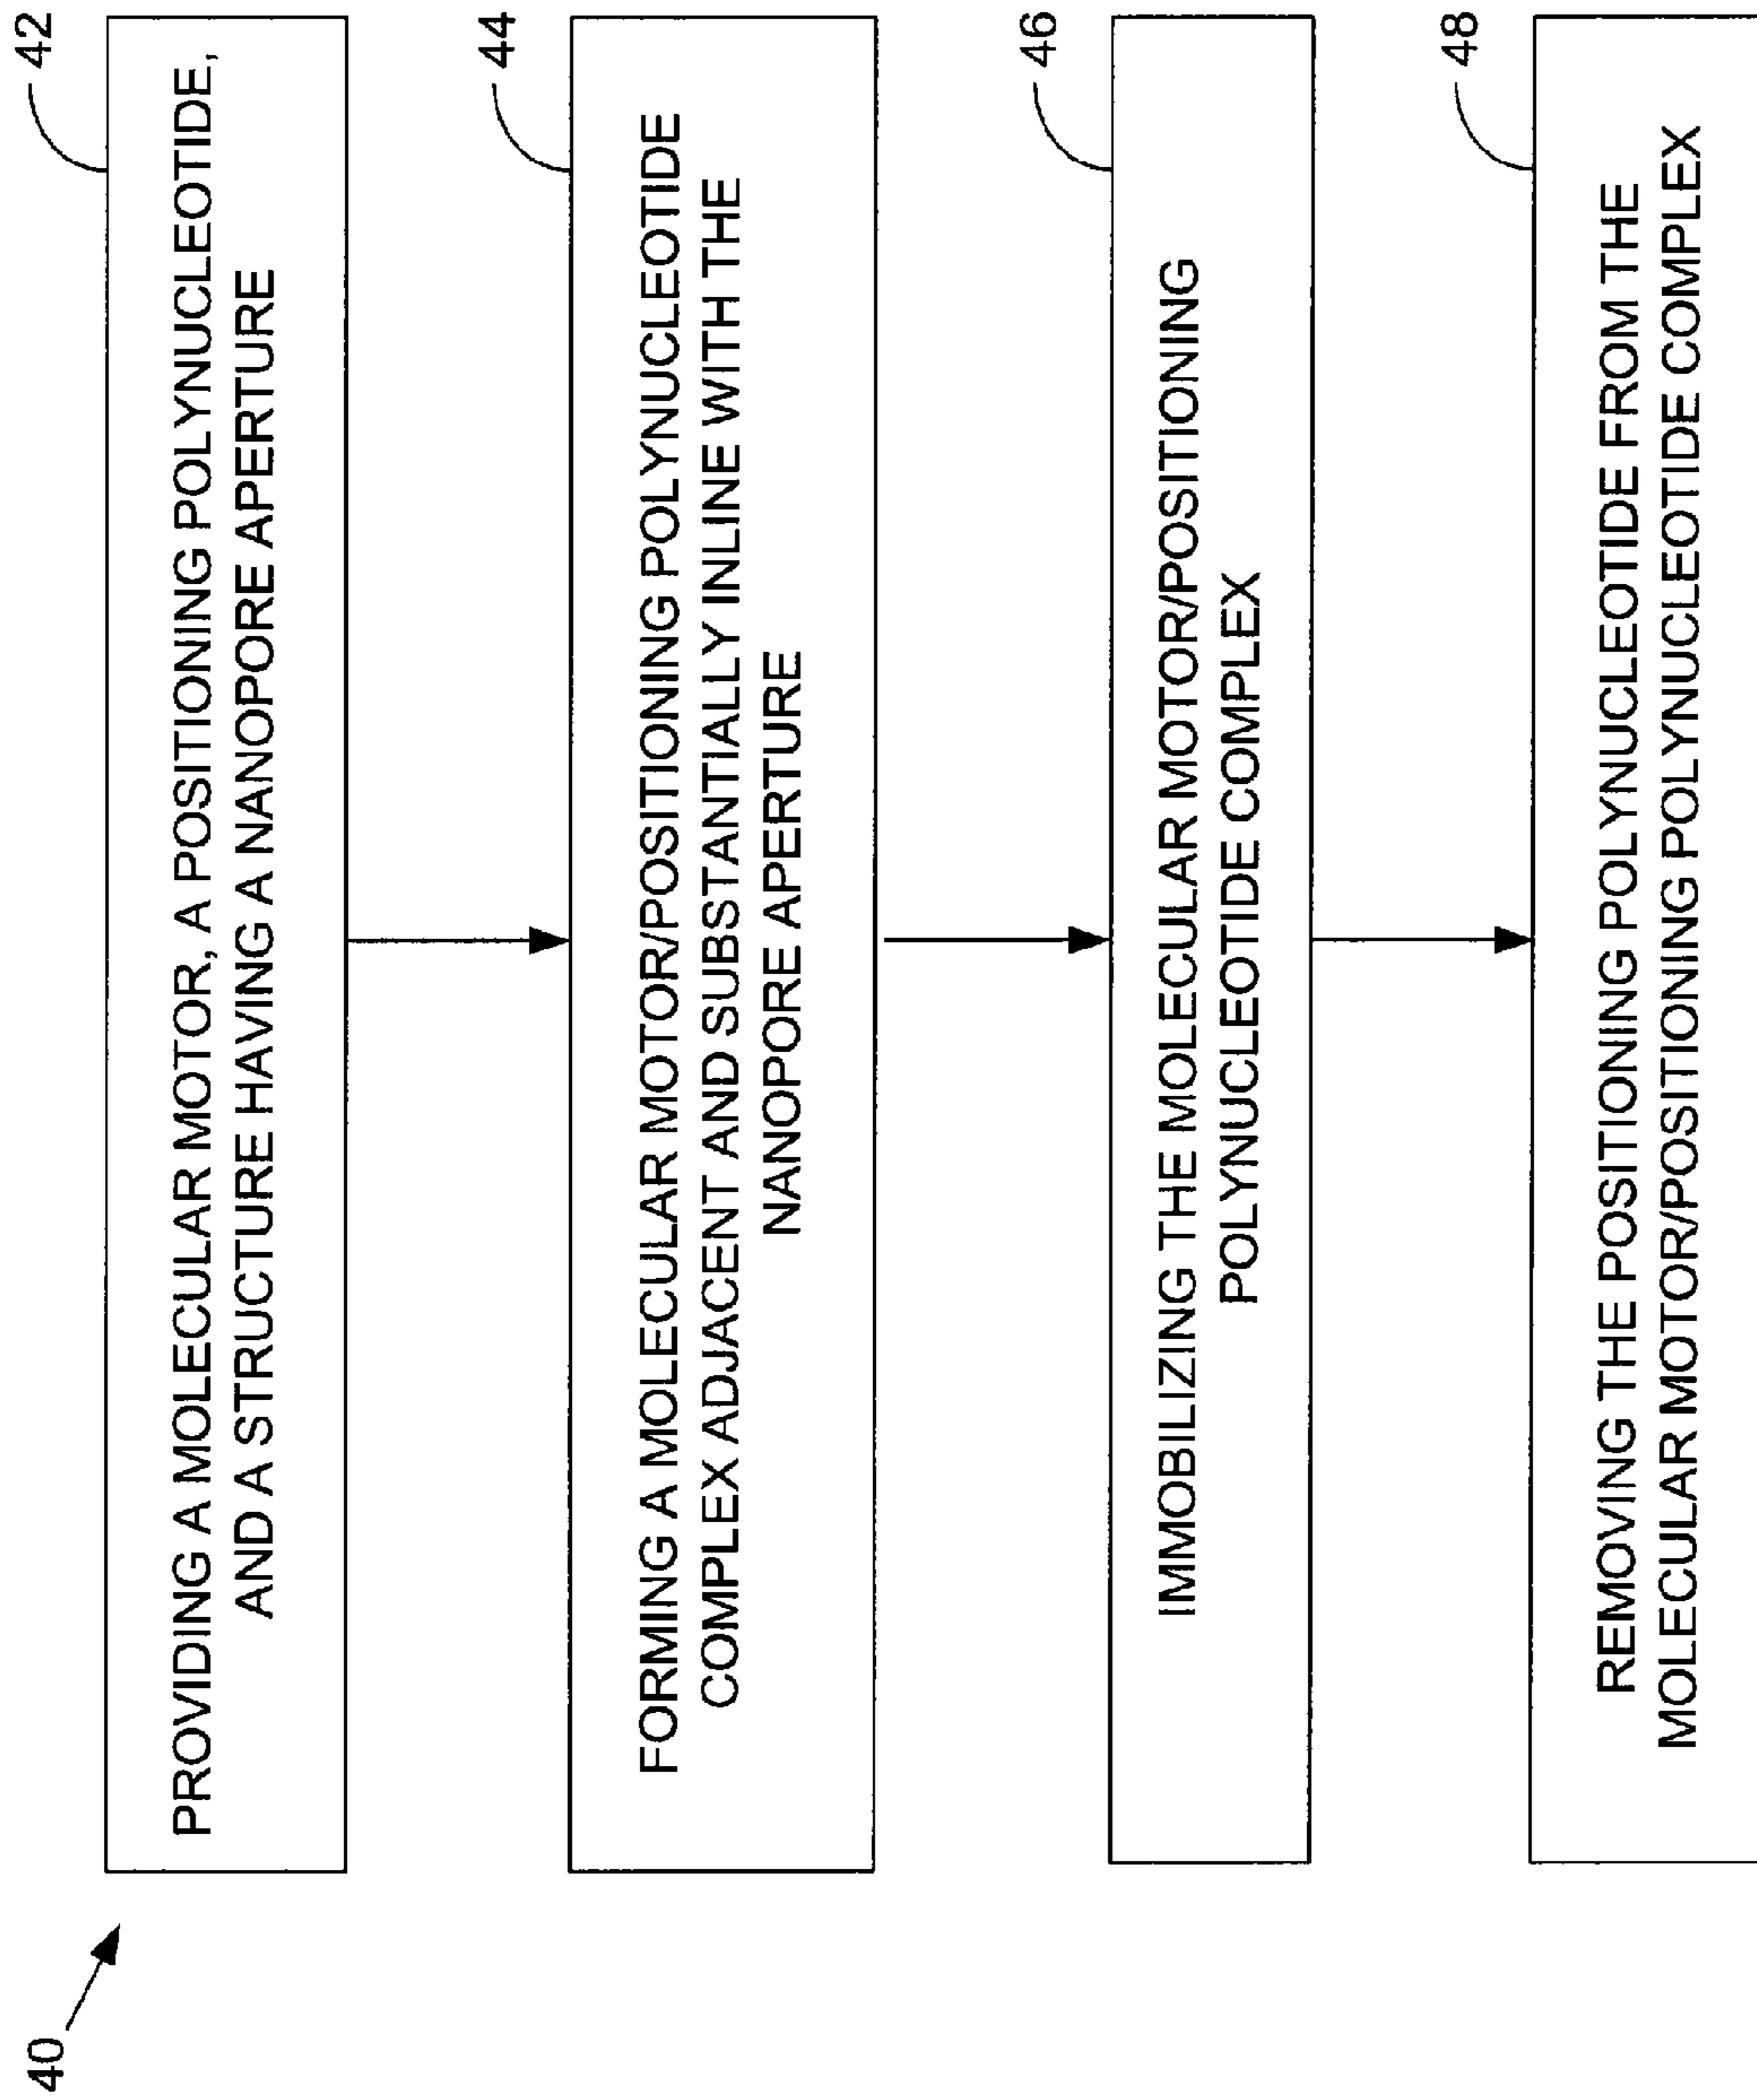 40
42
PROVIDING A MOLECULAR MOTOR, A POSITIONING POLYNUCLEOTIDE,
AND A STRUCTURE HAVING A NANOPORE APERTURE
44
FORMING A MOLECULAR MOTOR/POSITIONING POLYNUCLEOTIDE
COMPLEX ADJACENT AND SUBSTANTIALLY INLINE WITH THE
NANOPORE APERTURE
46
IMMOBILIZING THE MOLECULAR MOTOR/POSITIONING
POLYNUCLEOTIDE COMPLEX
48
REMOVING THE POSITIONING POLYNUCLEOTIDE FROM THE
MOLECULAR MOTOR/POSITIONING POLYNUCLEOTIDE COMPLEX